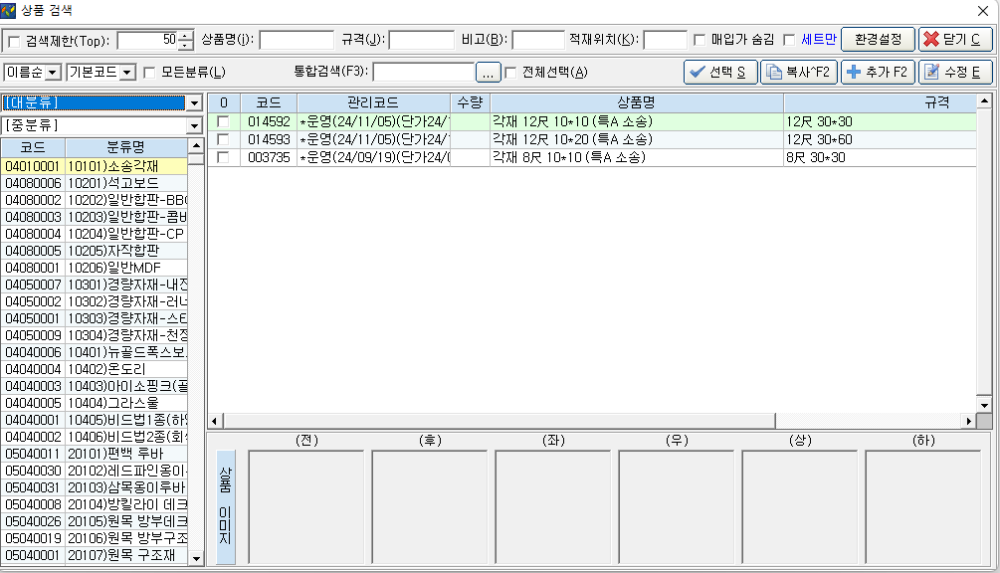 상품 검색
검색제한(Top): 50 상품명(i): 규격(J): 비고(B): 적재위치(K): 매입가 숨김 세트만 환경설정 닫기 C
이름순 기본코드 모든분류(L) 통합검색(F3): ... 전체선택(A) 선택 S 복사^F2 추가 F2 수정 E
[대분류]
[중분류]
코드 분류명
04010001 10101)소송각재
04080006 10201)석고보드
04080002 10202)일반합판-BB
04080003 10203)일반합판-콤비
04080004 10204)일반합판-CP
04080005 10205)자작합판
04080001 10206)일반MDF
04050007 10301)경량자재-내진
04050002 10302)경량자재-러너
04050001 10303)경량자재-스터
04050009 10304)경량자재-천정
04040006 10401)뉴골드폭스보
04040004 10402)온도리
04040003 10403)아이소핑크(골
04040005 10404)그라스울
04040001 10405)비드법1종(하
04040002 10406)비드법2종(회
05040011 20101)편백 루바
05040030 20102)레드파인옹이
05040031 20103)삼목옹이루바
05040008 20104)방킬라이 데크
05040026 20105)원목 방부데크
05040019 20106)원목 방부구조
05040001 20107)원목 구조재
0 코드 관리코드 수량 상품명 규격
014592 *운영(24/11/05)(단가24/ 각재 12尺 10*10 (특A 소송) 12尺 30*30
014593 *운영(24/11/05)(단가24/ 각재 12尺 10*20 (특A 소송) 12尺 30*60
003735 *운영(24/09/19)(단가24/ 각재 8尺 10*10 (특A 소송) 8尺 30*30
(전) (후) (좌) (우) (상) (하)
상품 이미지